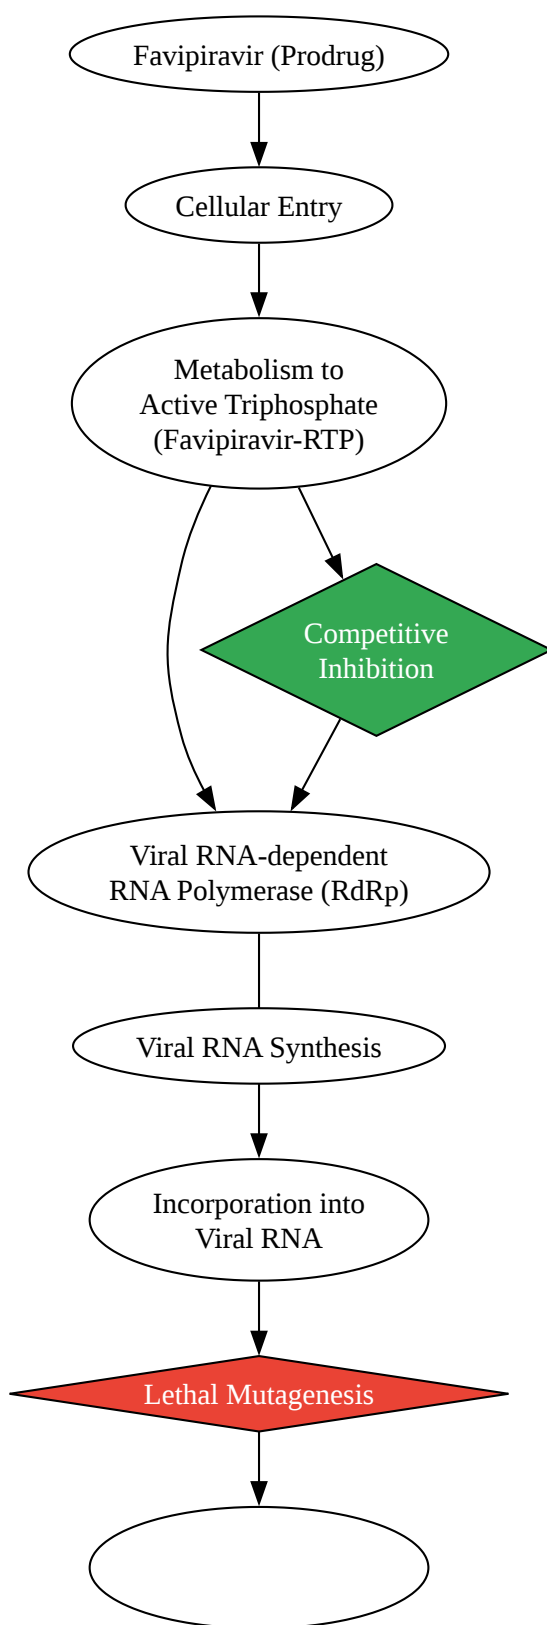 Favipiravir (Prodrug)
Cellular Entry
Metabolism to
Active Triphosphate
(Favipiravir-RTP)
Competitive
Inhibition
Viral RNA-dependent
RNA Polymerase (RdRp)
Viral RNA Synthesis
Incorporation into
Viral RNA
Lethal Mutagenesis